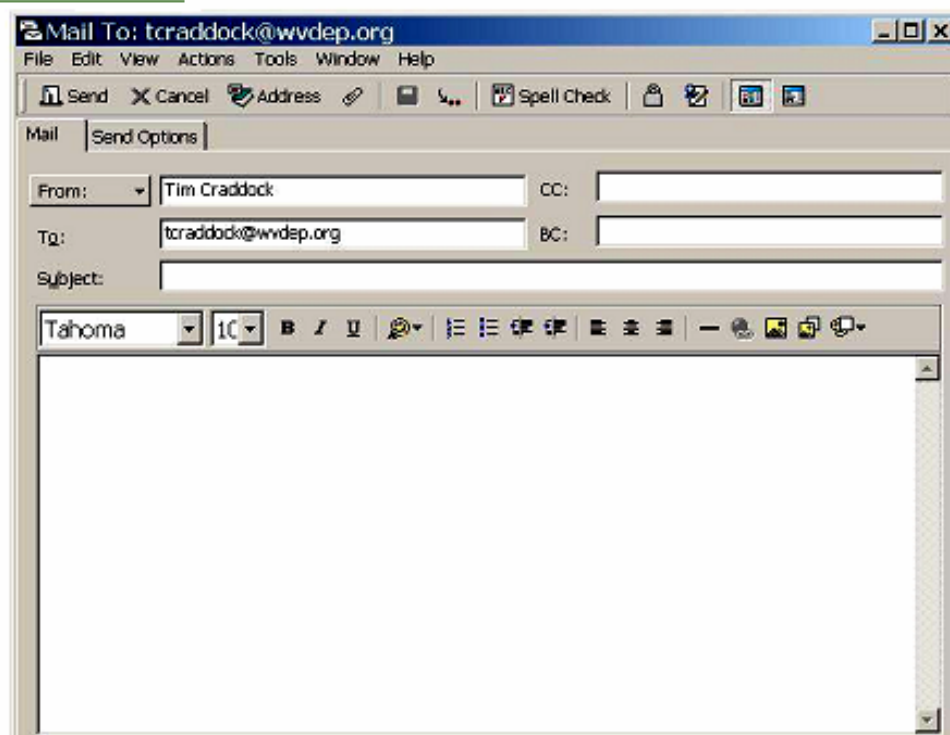 Mail To: tcraddock@wvdep.org
File Edit View Actions Tools Window Help
Send Cancel Address Spell Check
Mail Send Options
From: Tim Craddock CC:
To: tcraddock@wvdep.org BC:
Subject:
Tahoma 10 B I U